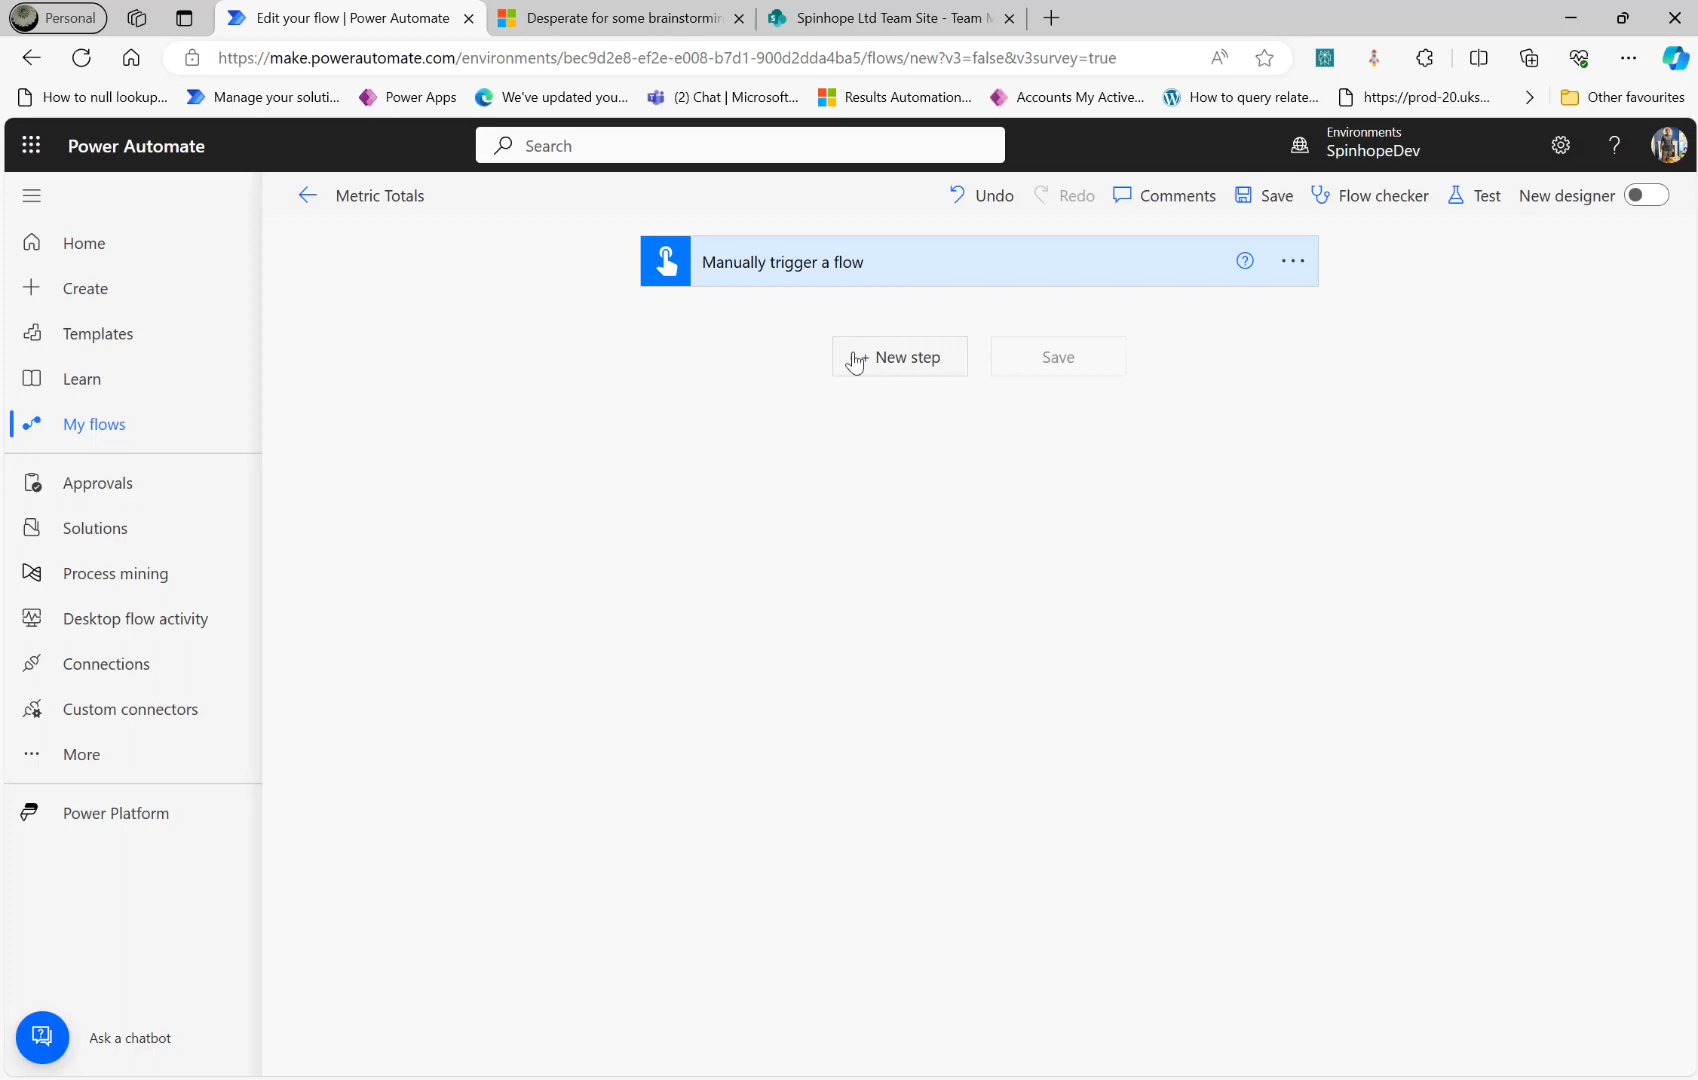 Personal
Edit your flow | Power Automate
Desperate for some brainstormin
Spinhope Ltd Team Site - Team M
https://make.powerautomate.com/environments/bec9d2e8-ef2e-e008-b7d1-900d2dda4ba5/flows/new?v3=false&v3survey=true
How to null lookup...
Manage your soluti...
Power Apps
We've updated you...
(2) Chat | Microsoft...
Results Automation...
Accounts My Active...
How to query relate...
https://prod-20.uks...
Other favourites
Power Automate
Search
Environments
SpinhopeDev
Metric Totals
Undo
Redo
Comments
Save
Flow checker
Test
New designer
Home
Create
Templates
Learn
My flows
Approvals
Solutions
Process mining
Desktop flow activity
Connections
Custom connectors
More
Power Platform
Ask a chatbot
Manually trigger a flow
+ New step
Save